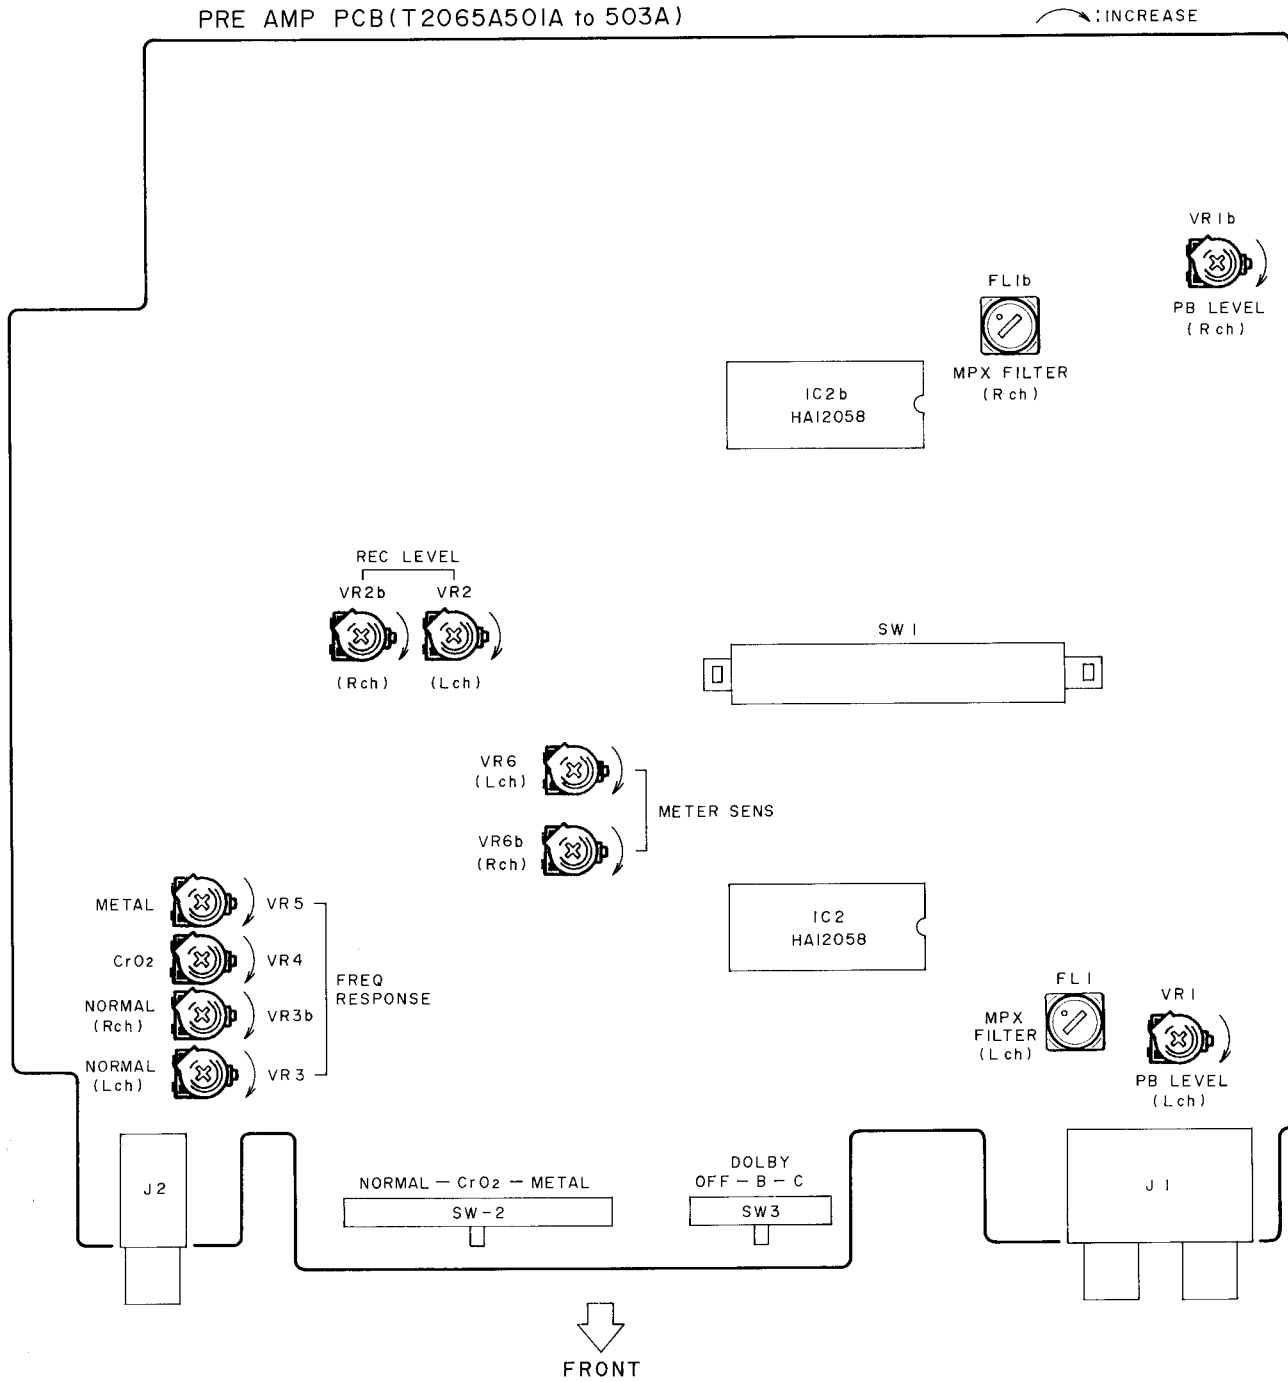 PRE AMP PCB(T2065A501A to 503A)
:INCREASE
VR1b
PB LEVEL
(Rch)
FL1b
MPX FILTER
(Rch)
IC2b
HA12058
REC LEVEL
VR2b
VR2
(Rch)
(Lch)
SW1
VR6
(Lch)
VR6b
(Rch)
METER SENS
METAL
VR5
CrO2
VR4
NORMAL
(Rch)
VR3b
NORMAL
(Lch)
VR3
FREQ
RESPONSE
IC2
HA12058
FL1
MPX
FILTER
(Lch)
VR1
PB LEVEL
(Lch)
J2
NORMAL – CrO2 – METAL
SW-2
DOLBY
OFF – B – C
SW3
J1
FRONT